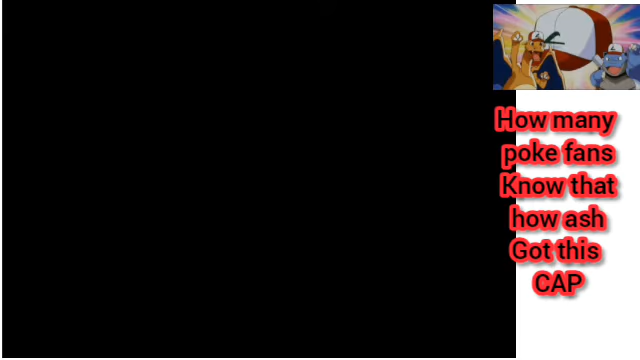 How many
poke fans
Know that
how ash
Got this
CAP